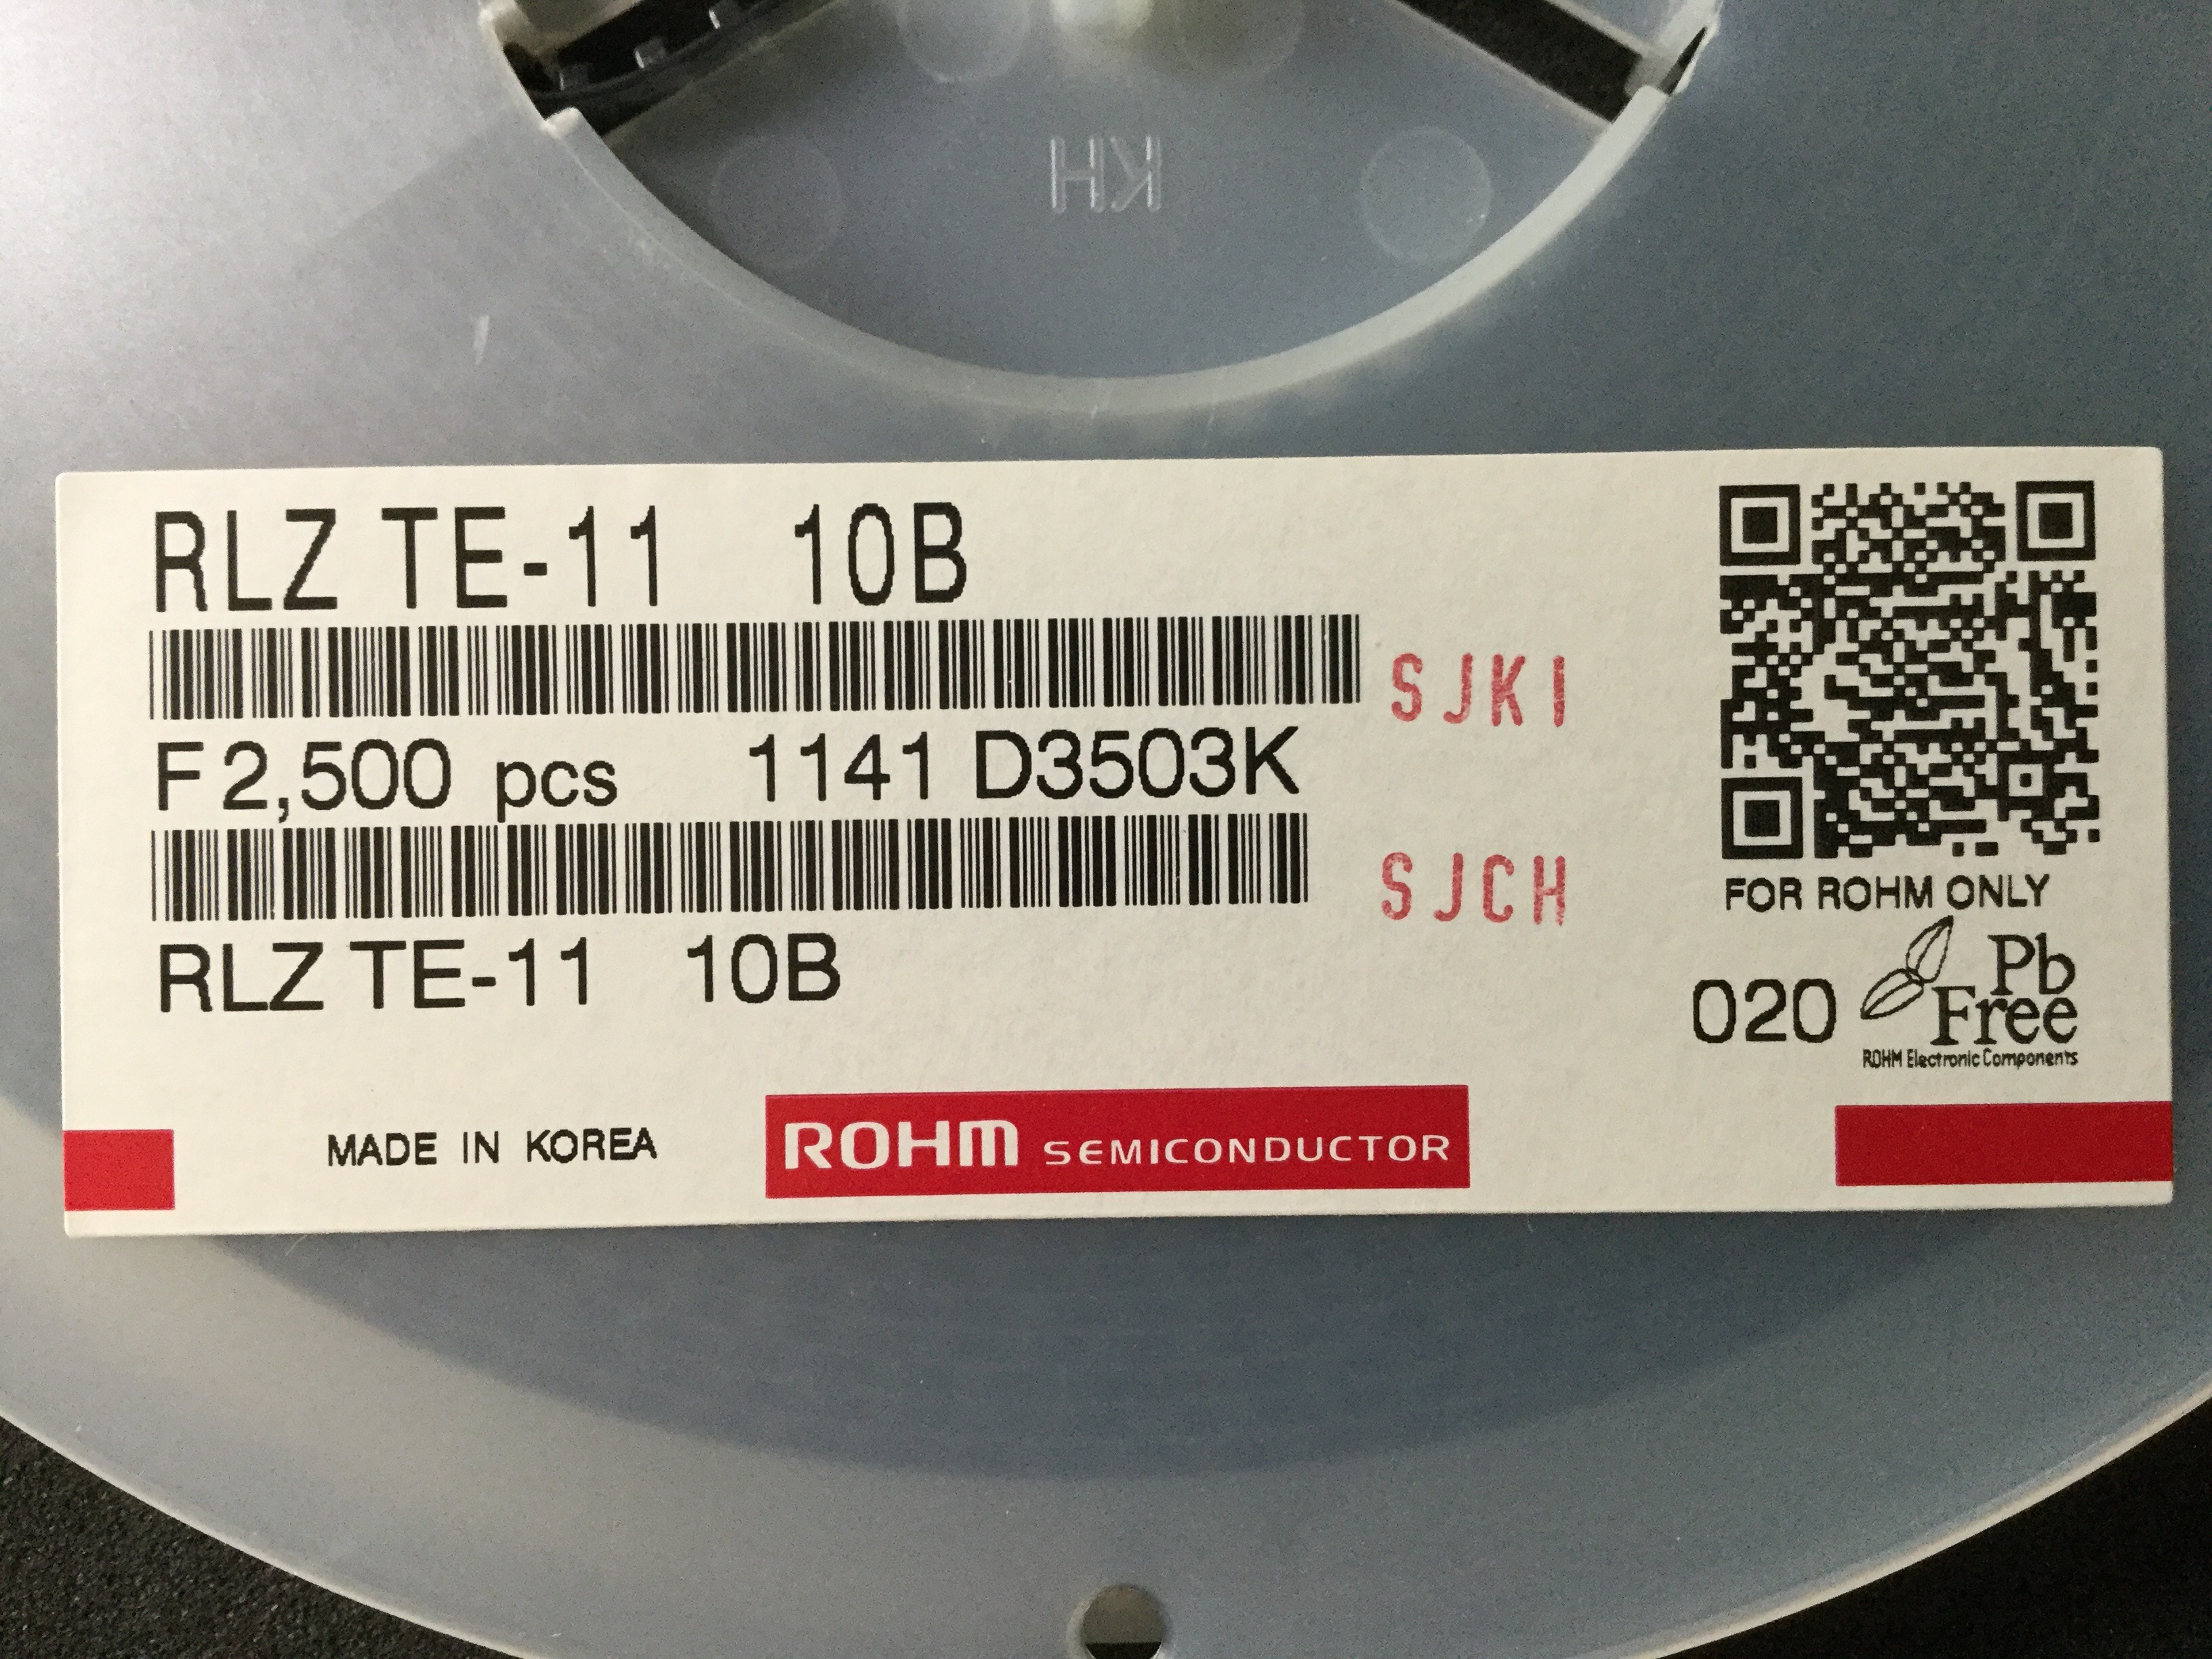 KH
RLZ TE-11 10B
SJKI
F 2,500 pcs 1141 D3503K
SJCH
RLZ TE-11 10B
FOR ROHM ONLY
020
Pb
Free
ROHM Electronic Components
MADE IN KOREA
ROHM SEMICONDUCTOR